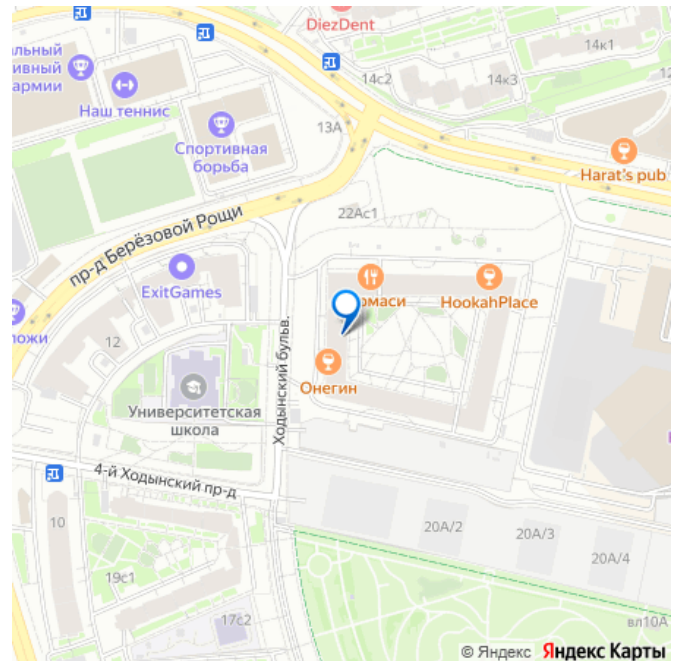 DiezDent
14к1
14с2
14к3
альный
ивный
армии
Наш теннис
Спортивная
борьба
13А
Harat's pub
22Ас1
пр-д Берёзовой Рощи
ExitGames
омаси
HookahPlace
ложи
12
Онегин
Университетская
школа
Ходынский бульв.
4-й Ходынский пр-д
10
20А/2
20А/3
20А/4
19с1
17с2
вл10А
© Яндекс Яндекс Карты